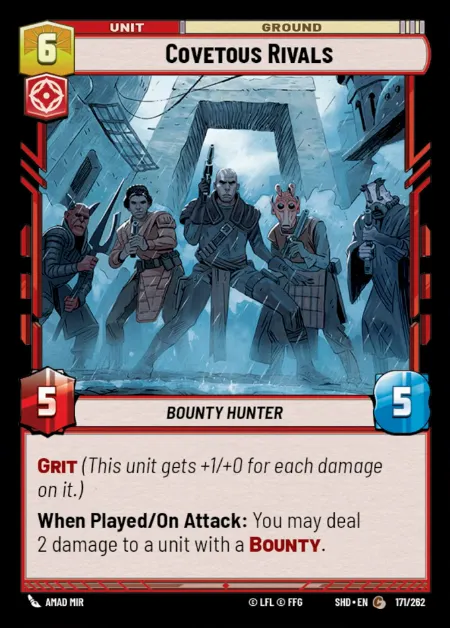 UNIT
GROUND
6
COVETOUS RIVALS
5
BOUNTY HUNTER
5
GRIT (This unit gets +1/+0 for each damage
on it.)
When Played/On Attack: You may deal
2 damage to a unit with a BOUNTY.
AMAD MIR
© LFL © FFG
SHD • EN
C
171/262